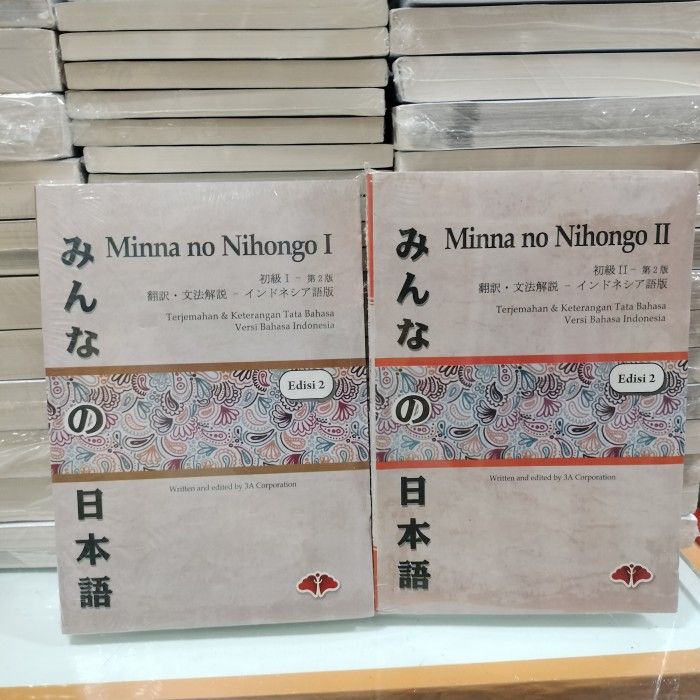 みんなの日本語
Minna no Nihongo I
初級 I - 第2版
翻訳・文法解説 - インドネシア語版
Terjemahan & Keterangan Tata Bahasa
Versi Bahasa Indonesia
Edisi 2
Written and edited by 3A Corporation
みんなの日本語
Minna no Nihongo II
初級 II - 第2版
翻訳・文法解説 - インドネシア語版
Terjemahan & Keterangan Tata Bahasa
Versi Bahasa Indonesia
Edisi 2
Written and edited by 3A Corporation